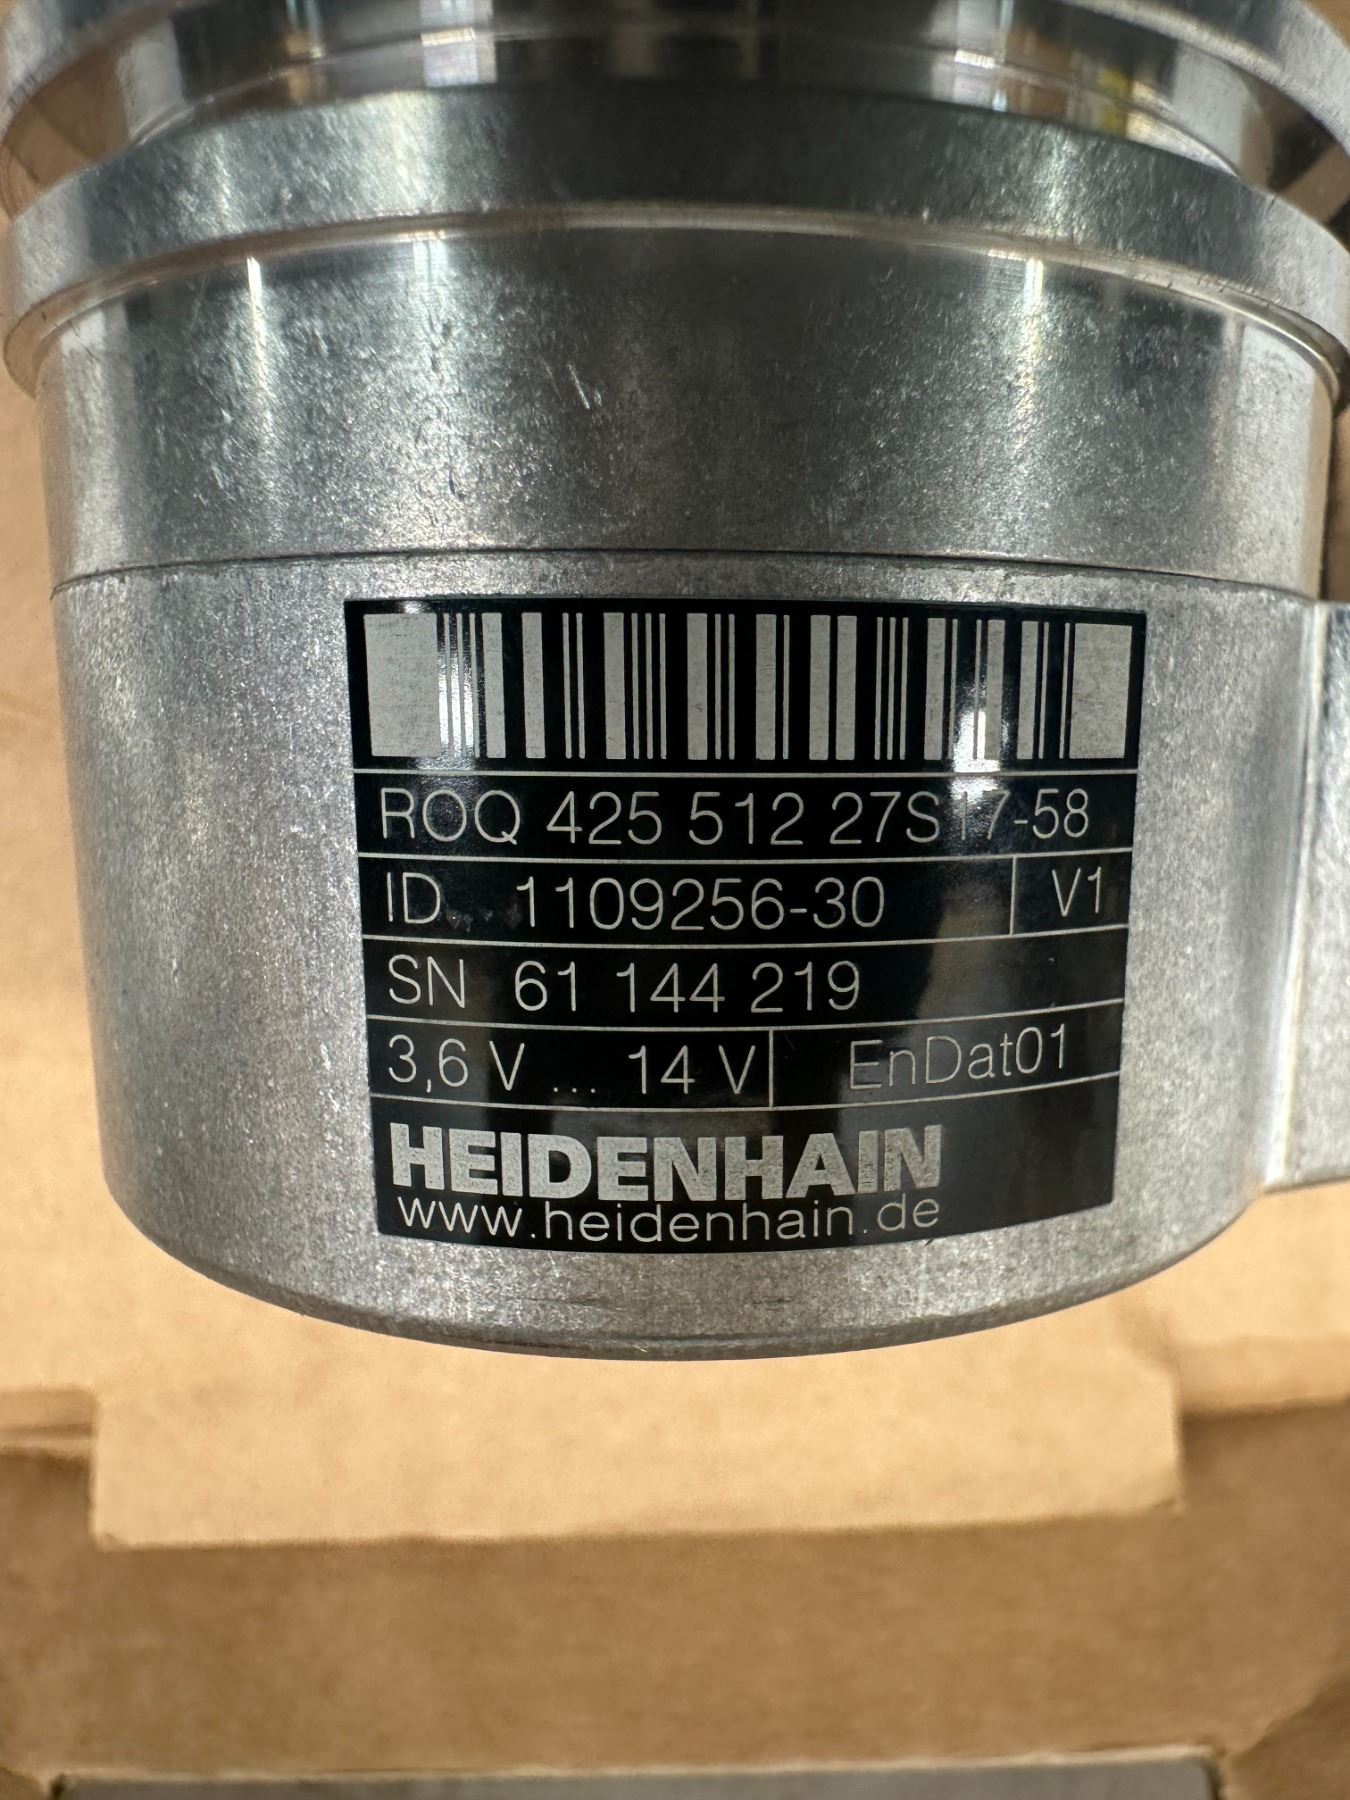 ROQ 425 512 27S17-58
ID 1109256-30 V1
SN 61 144 219
3,6 V ... 14 V EnDat01
HEIDENHAIN
www.heidenhain.de